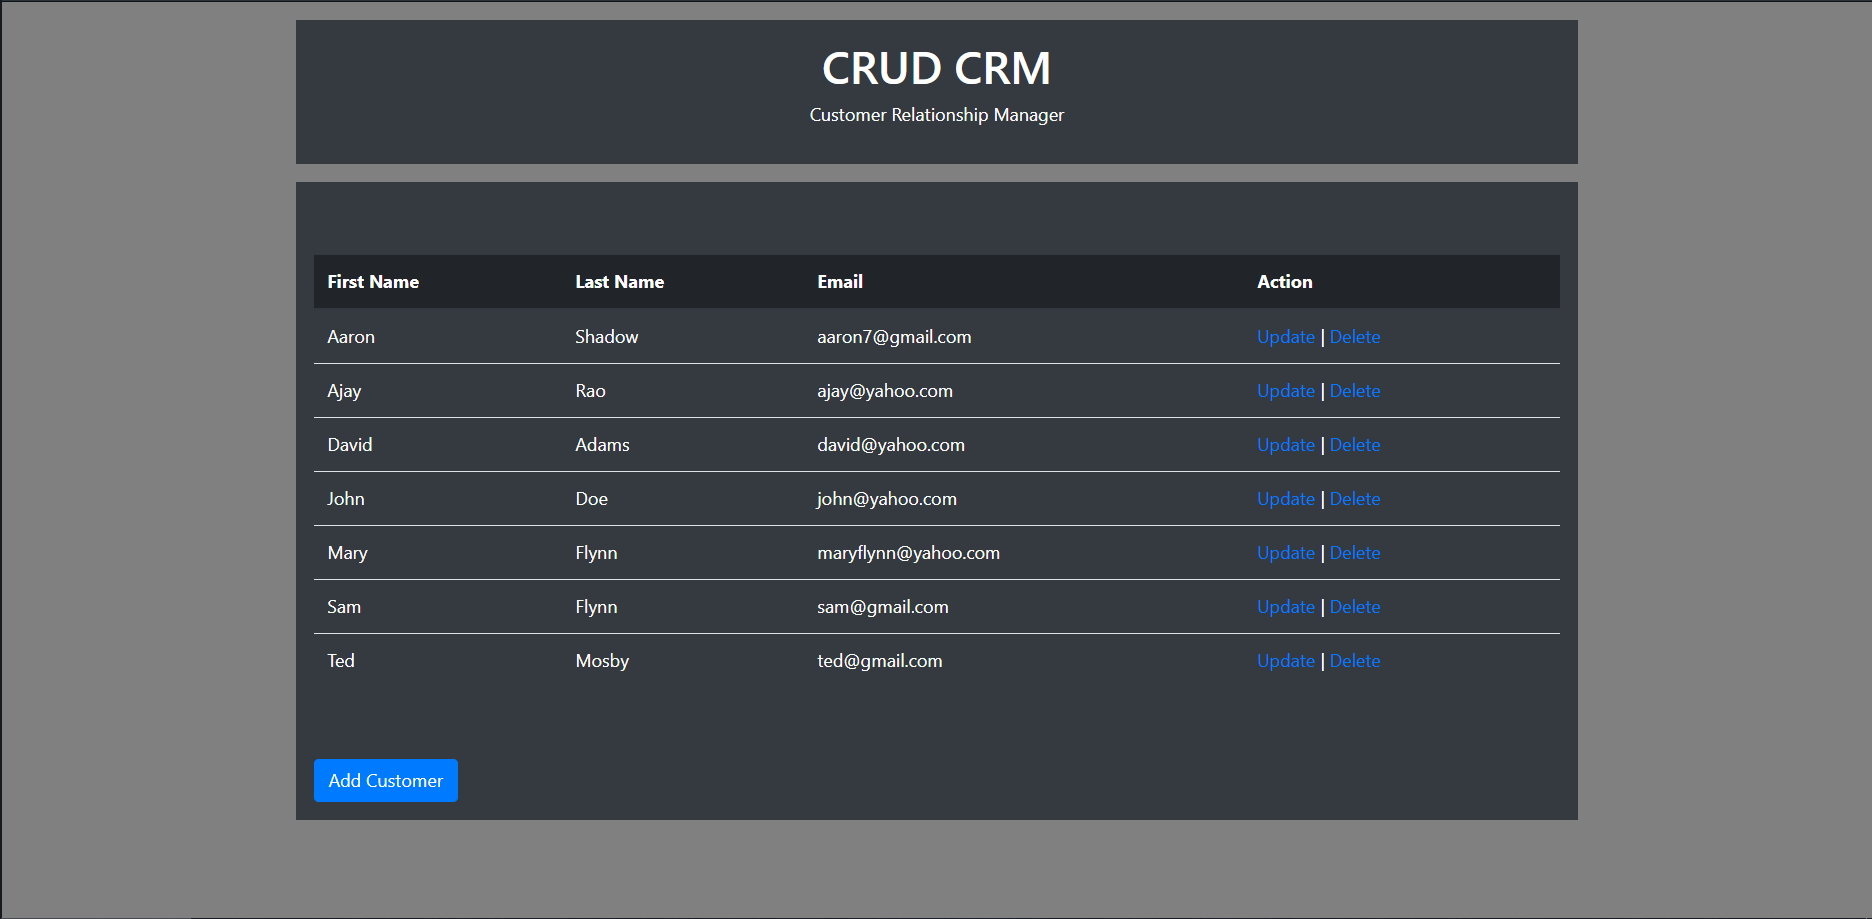 CRUD CRM
Customer Relationship Manager
First Name Last Name Email Action
Aaron Shadow aaron7@gmail.com Update | Delete
Ajay Rao ajay@yahoo.com Update | Delete
David Adams david@yahoo.com Update | Delete
John Doe john@yahoo.com Update | Delete
Mary Flynn maryflynn@yahoo.com Update | Delete
Sam Flynn sam@gmail.com Update | Delete
Ted Mosby ted@gmail.com Update | Delete
Add Customer